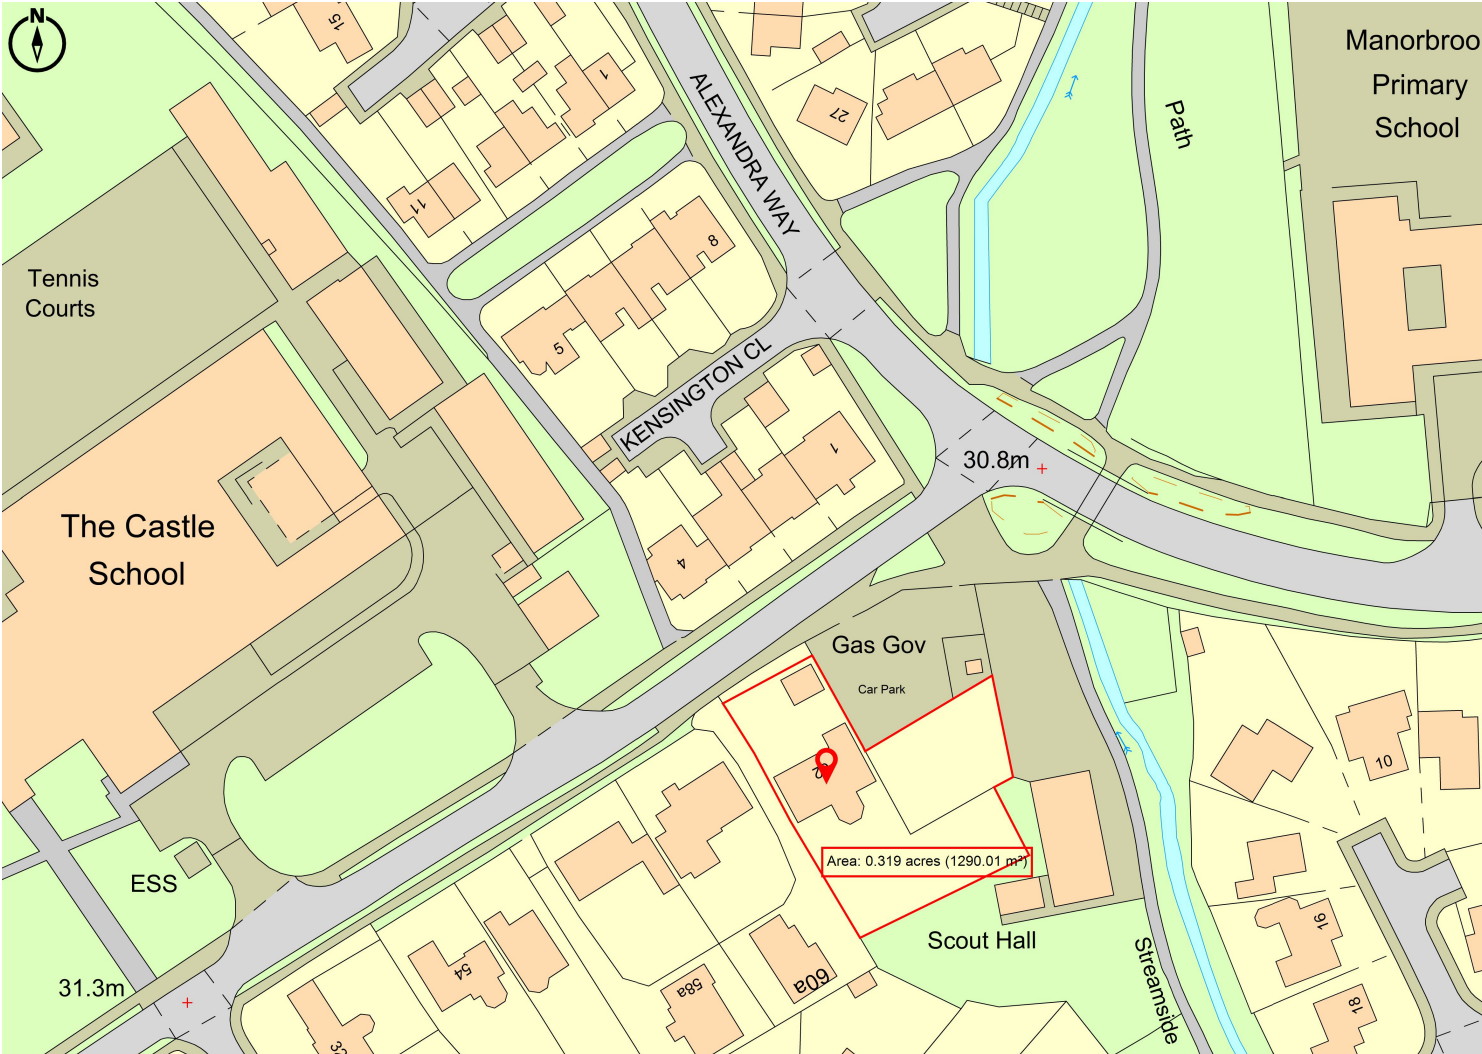 N
15
1
ALEXANDRA WAY
27
Path
Manorbroo
Primary
School
11
8
Tennis
Courts
5
KENSINGTON CL
1
30.8m
4
The Castle
School
Gas Gov
Car Park
10
Area: 0.319 acres (1290.01 m²)
ESS
16
Scout Hall
54
58a
60a
31.3m
Streamside
18